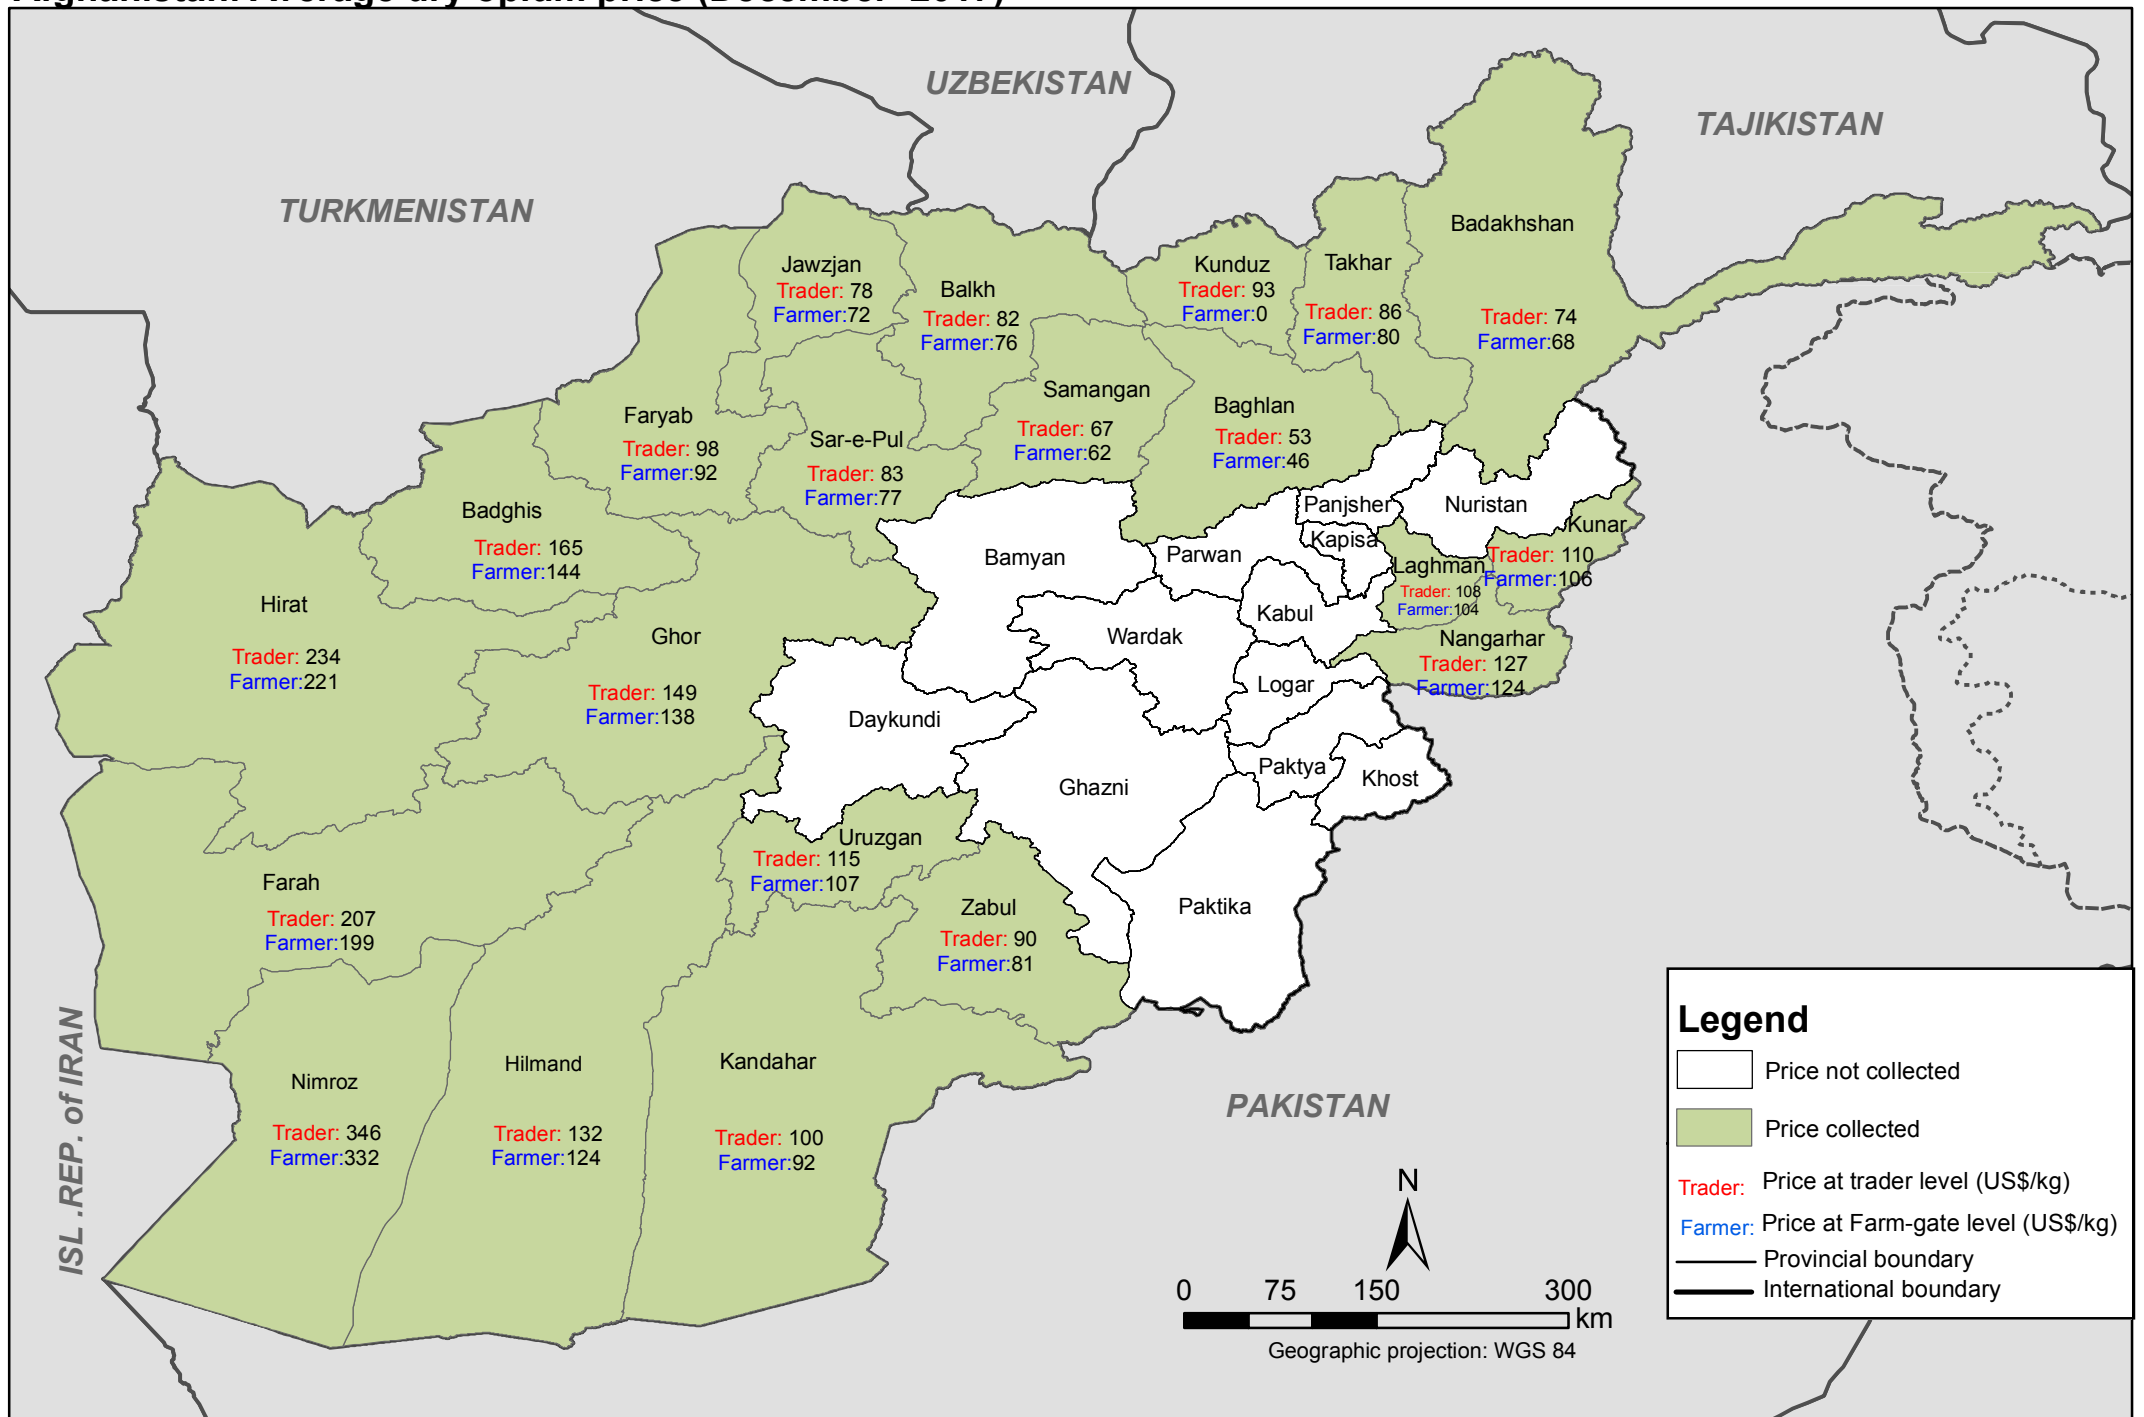 Afghanistan: Average dry opium price (December- 2017)
UZBEKISTAN
TAJIKISTAN
TURKMENISTAN
Badakhshan
Trader: 74
Farmer:68
Jawzjan
Trader: 78
Farmer:72
Balkh
Trader: 82
Farmer:76
Kunduz
Trader: 93
Farmer:0
Takhar
Trader: 86
Farmer:80
Samangan
Trader: 67
Farmer:62
Baghlan
Trader: 53
Farmer:46
Faryab
Trader: 98
Farmer:92
Sar-e-Pul
Trader: 83
Farmer:77
Badghis
Trader: 165
Farmer:144
Panjsher
Nuristan
Kunar
Trader: 110
Farmer:106
Kapisa
Parwan
Bamyan
Laghman
Trader: 108
Farmer:104
Hirat
Trader: 234
Farmer:221
Ghor
Trader: 149
Farmer:138
Wardak
Kabul
Nangarhar
Trader: 127
Farmer:124
Logar
Daykundi
Ghazni
Paktya
Khost
Uruzgan
Trader: 115
Farmer:107
Farah
Trader: 207
Farmer:199
Zabul
Trader: 90
Farmer:81
Paktika
Nimroz
Trader: 346
Farmer:332
Hilmand
Trader: 132
Farmer:124
Kandahar
Trader: 100
Farmer:92
ISL .REP. of IRAN
PAKISTAN
N
0 75 150 300
km
Geographic projection: WGS 84
Legend
Price not collected
Price collected
Trader: Price at trader level (US$/kg)
Farmer: Price at Farm-gate level (US$/kg)
Provincial boundary
International boundary